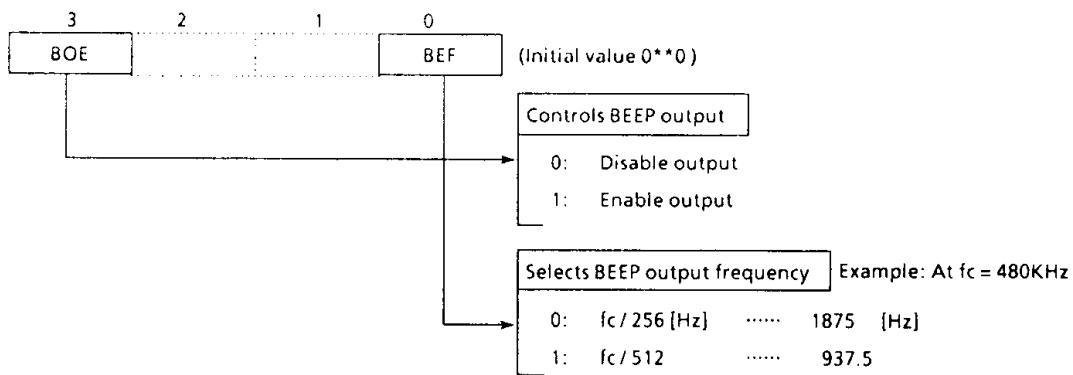 3 2 1 0
BOE BEF (Initial value 0**0)
Controls BEEP output
0: Disable output
1: Enable output
Selects BEEP output frequency Example: At fc = 480KHz
0: fc/256 [Hz] ...... 1875 [Hz]
1: fc/512 ...... 937.5